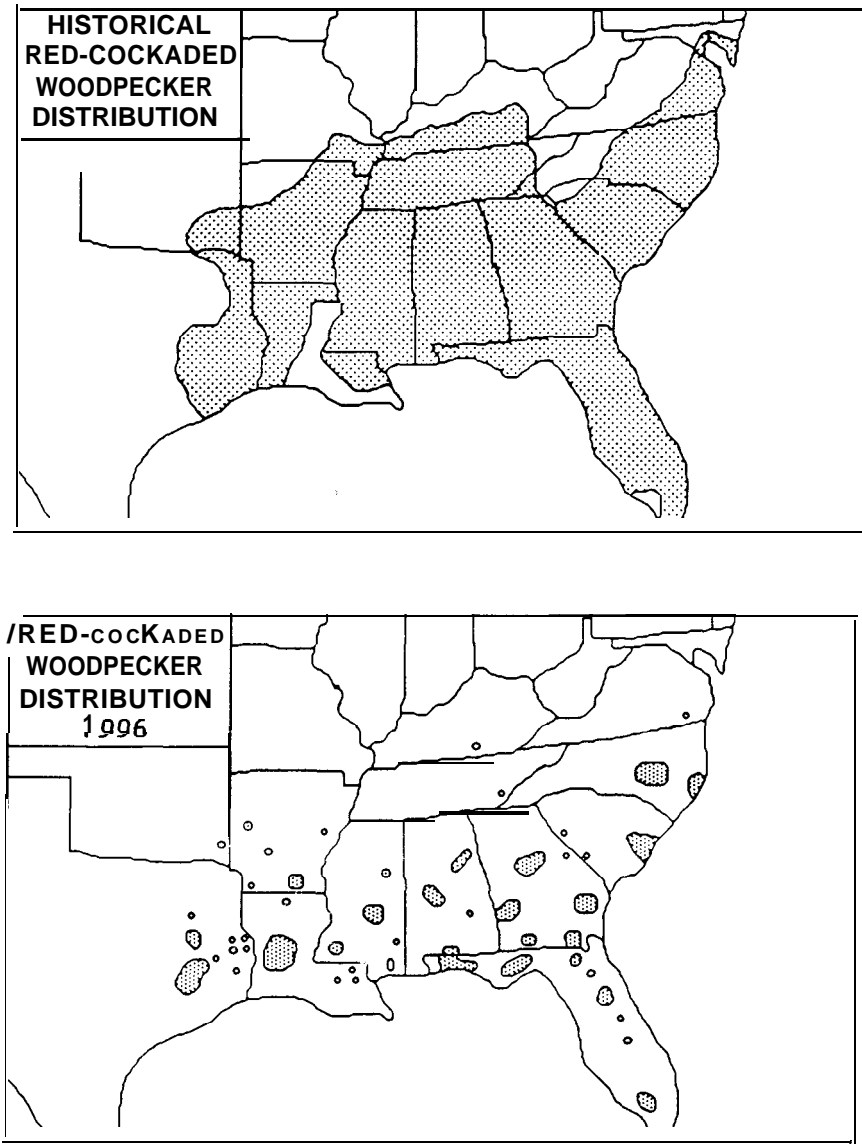 HISTORICAL
RED-COCKADED
WOODPECKER
DISTRIBUTION
/RED-COCKADED
WOODPECKER
DISTRIBUTION
1996